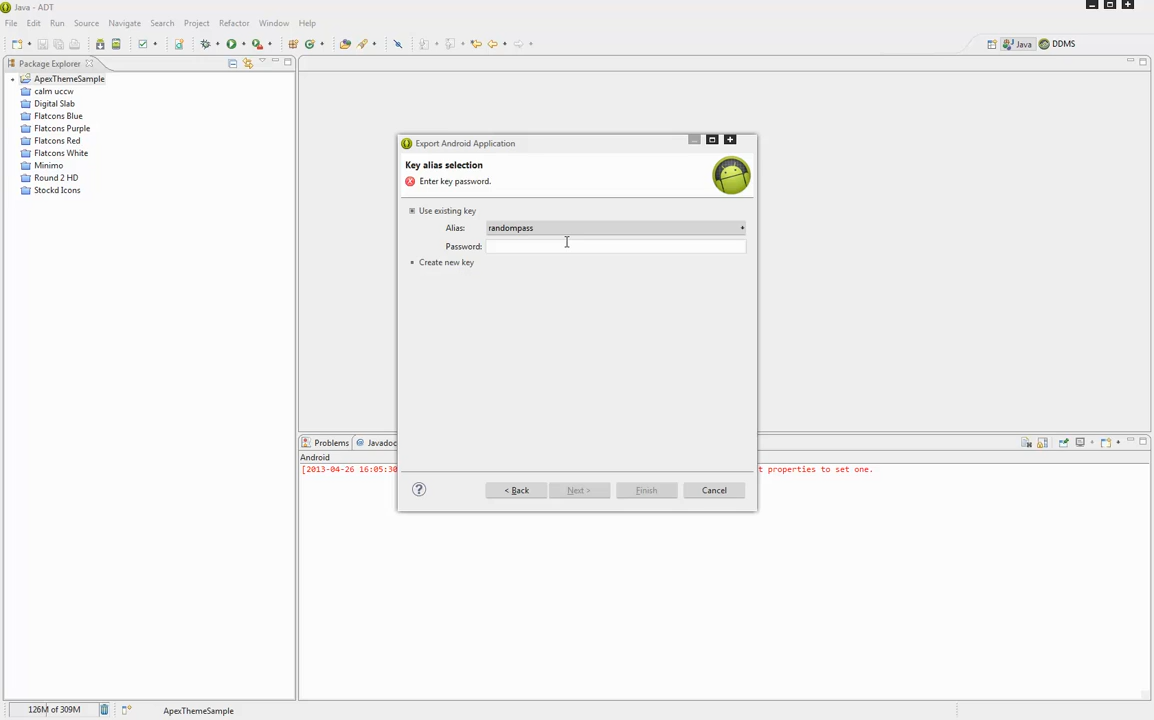 Java - ADT
File Edit Run Source Navigate Search Project Refactor Window Help
Java DDMS
Package Explorer
ApexThemeSample
calm uccw
Digital Slab
Flatcons Blue
Flatcons Purple
Flatcons Red
Flatcons White
Minimo
Round 2 HD
Stockd Icons
Export Android Application
Key alias selection
Enter key password.
Use existing key
Alias: randompass
Password:
Create new key
< Back Next > Finish Cancel
Problems Javadoc
Android
[2013-04-26 16:05:30 t properties to set one.
126M of 309M ApexThemeSample